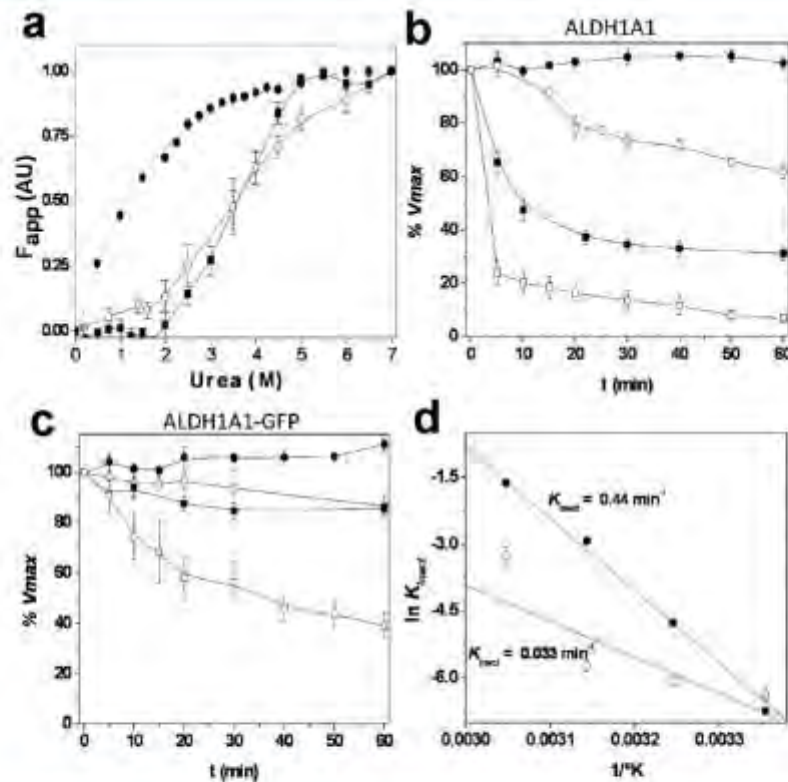 a
F app (AU)
1.00
0.75
0.50
0.25
0.00
0 1 2 3 4 5 6 7
Urea (M)
b
ALDH1A1
% Vmax
100
80
60
40
20
0
0 10 20 30 40 50 60
t (min)
c
ALDH1A1-GFP
% Vmax
100
80
60
40
20
0
0 10 20 30 40 50 60
t (min)
d
ln K inact
-1.5
-3.0
-4.5
-6.0
K inact = 0.44 min⁻¹
K inact = 0.033 min⁻¹
0.0030 0.0031 0.0032 0.0033
1/°K